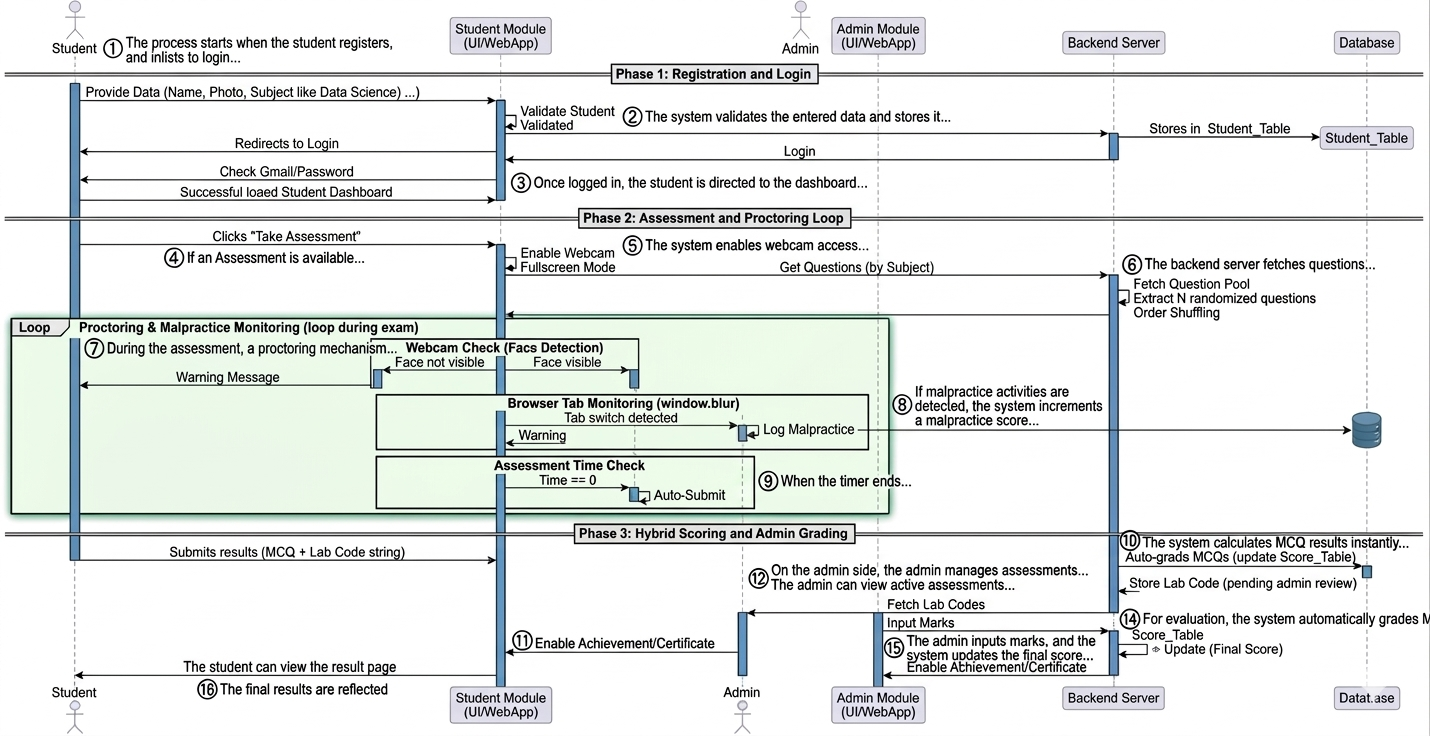 Student
① The process starts when the student registers,
and inlists to login...
Student Module
(UI/WebApp)
Admin
Admin Module
(UI/WebApp)
Backend Server
Database
Phase 1: Registration and Login
Provide Data (Name, Photo, Subject like Data Science) ...)
Validate Student
Validated
② The system validates the entered data and stores it...
Stores in Student_Table
Student_Table
Redirects to Login
Login
Check Gmail/Password
③ Once logged in, the student is directed to the dashboard...
Successful loaed Student Dashboard
Phase 2: Assessment and Proctoring Loop
Clicks "Take Assessment"
④ If an Assessment is available...
Enable Webcam
Fullscreen Mode
⑤ The system enables webcam access...
Get Questions (by Subject)
⑥ The backend server fetches questions...
Fetch Question Pool
Extract N randomized questions
Order Shuffling
Loop
Proctoring & Malpractice Monitoring (loop during exam)
⑦ During the assessment, a proctoring mechanism...
Webcam Check (Facs Detection)
Face not visible
Face visible
Warning Message
Browser Tab Monitoring (window.blur)
Tab switch detected
Log Malpractice
Warning
⑧ If malpractice activities are
detected, the system increments
a malpractice score...
Assessment Time Check
Time == 0
Auto-Submit
⑨ When the timer ends...
Phase 3: Hybrid Scoring and Admin Grading
Submits results (MCQ + Lab Code string)
⑩ The system calculates MCQ results instantly...
Auto-grads MCQs (update Score_Table)
Store Lab Code (pending admin review)
⑫ On the admin side, the admin manages assessments...
The admin can view active assessments...
Fetch Lab Codes
Input Marks
⑭ For evaluation, the system automatically grades M
Score_Table
Update (Final Score)
⑪ Enable Achievement/Certificate
⑮ The admin inputs marks, and the
system updates the final score...
Enable Abhievement/Certificate
The student can view the result page
⑯ The final results are reflected
Student
Student Module
(UI/WebApp)
Admin
Admin Module
(UI/WebApp)
Backend Server